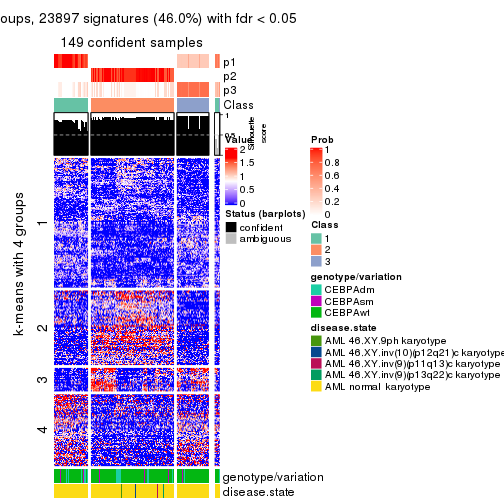 oups, 23897 signatures (46.0%) with fdr < 0.05
149 confident samples
p1
p2
p3
Class
1
0.5
0
Silhouette
score
k-means with 4 groups
1
2
3
4
genotype/variation
disease.state
Value
2
1.5
1
0.5
0
Status (barplots)
confident
ambiguous
Prob
1
0.8
0.6
0.4
0.2
0
Class
1
2
3
genotype/variation
CEBPAdm
CEBPAsm
CEBPAwt
disease.state
AML 46.XY.9ph karyotype
AML 46.XY.inv(10)(p12q21)c karyotype
AML 46.XY.inv(9)(p11q13)c karyotype
AML 46.XY.inv(9)(p13q22)c karyotype
AML normal karyotype